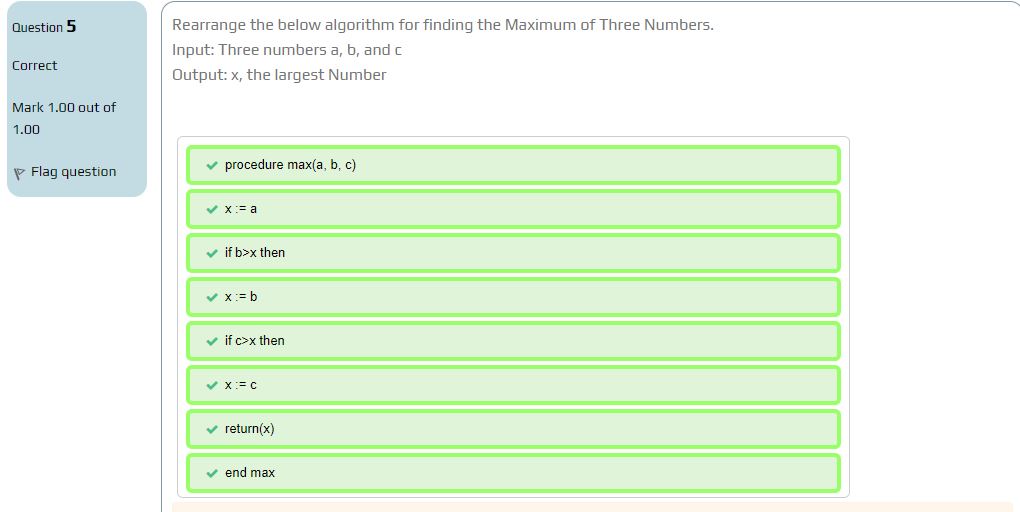 Question 5
Correct
Mark 1.00 out of
1.00
Flag question
Rearrange the below algorithm for finding the Maximum of Three Numbers.
Input: Three numbers a, b, and c
Output: x, the largest Number
procedure max(a, b, c)
x := a
if b>x then
x := b
if c>x then
x := c
return(x)
end max